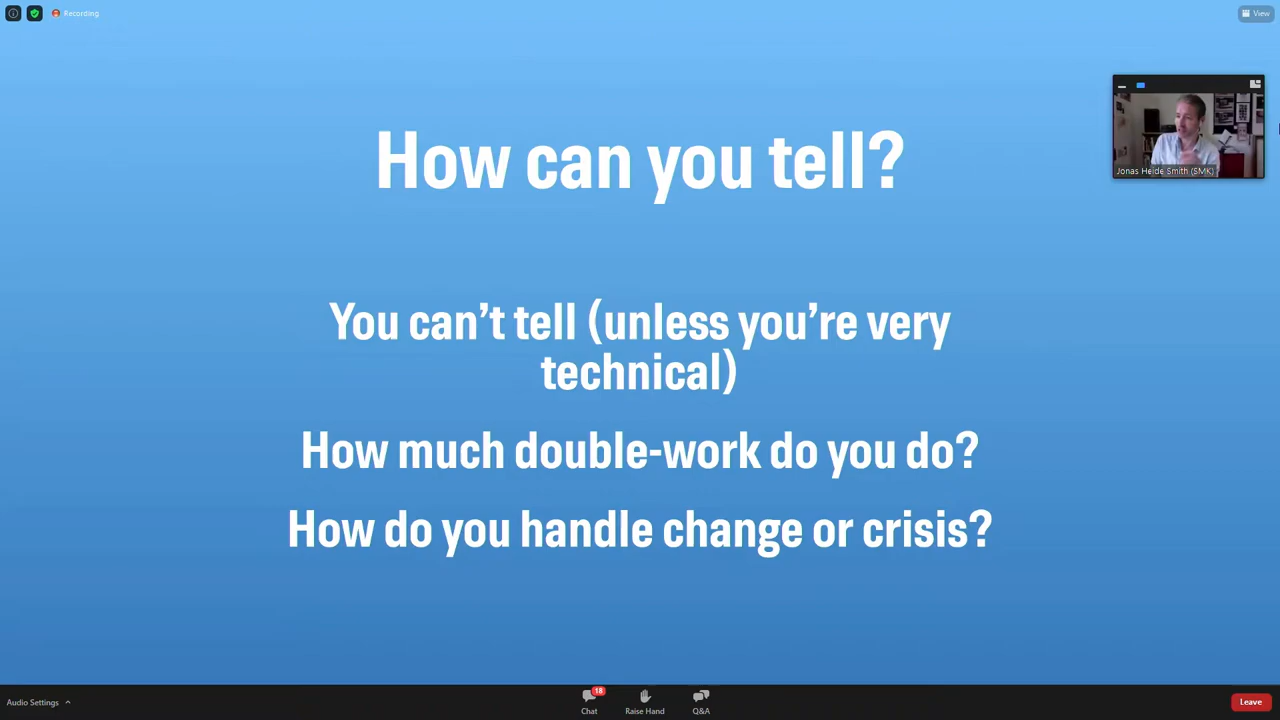 Recording
View
How can you tell?
Jonas Heide Smith (SMK)
You can't tell (unless you're very
technical)
How much double-work do you do?
How do you handle change or crisis?
Audio Settings
18
Chat
Raise Hand
Q&A
Leave